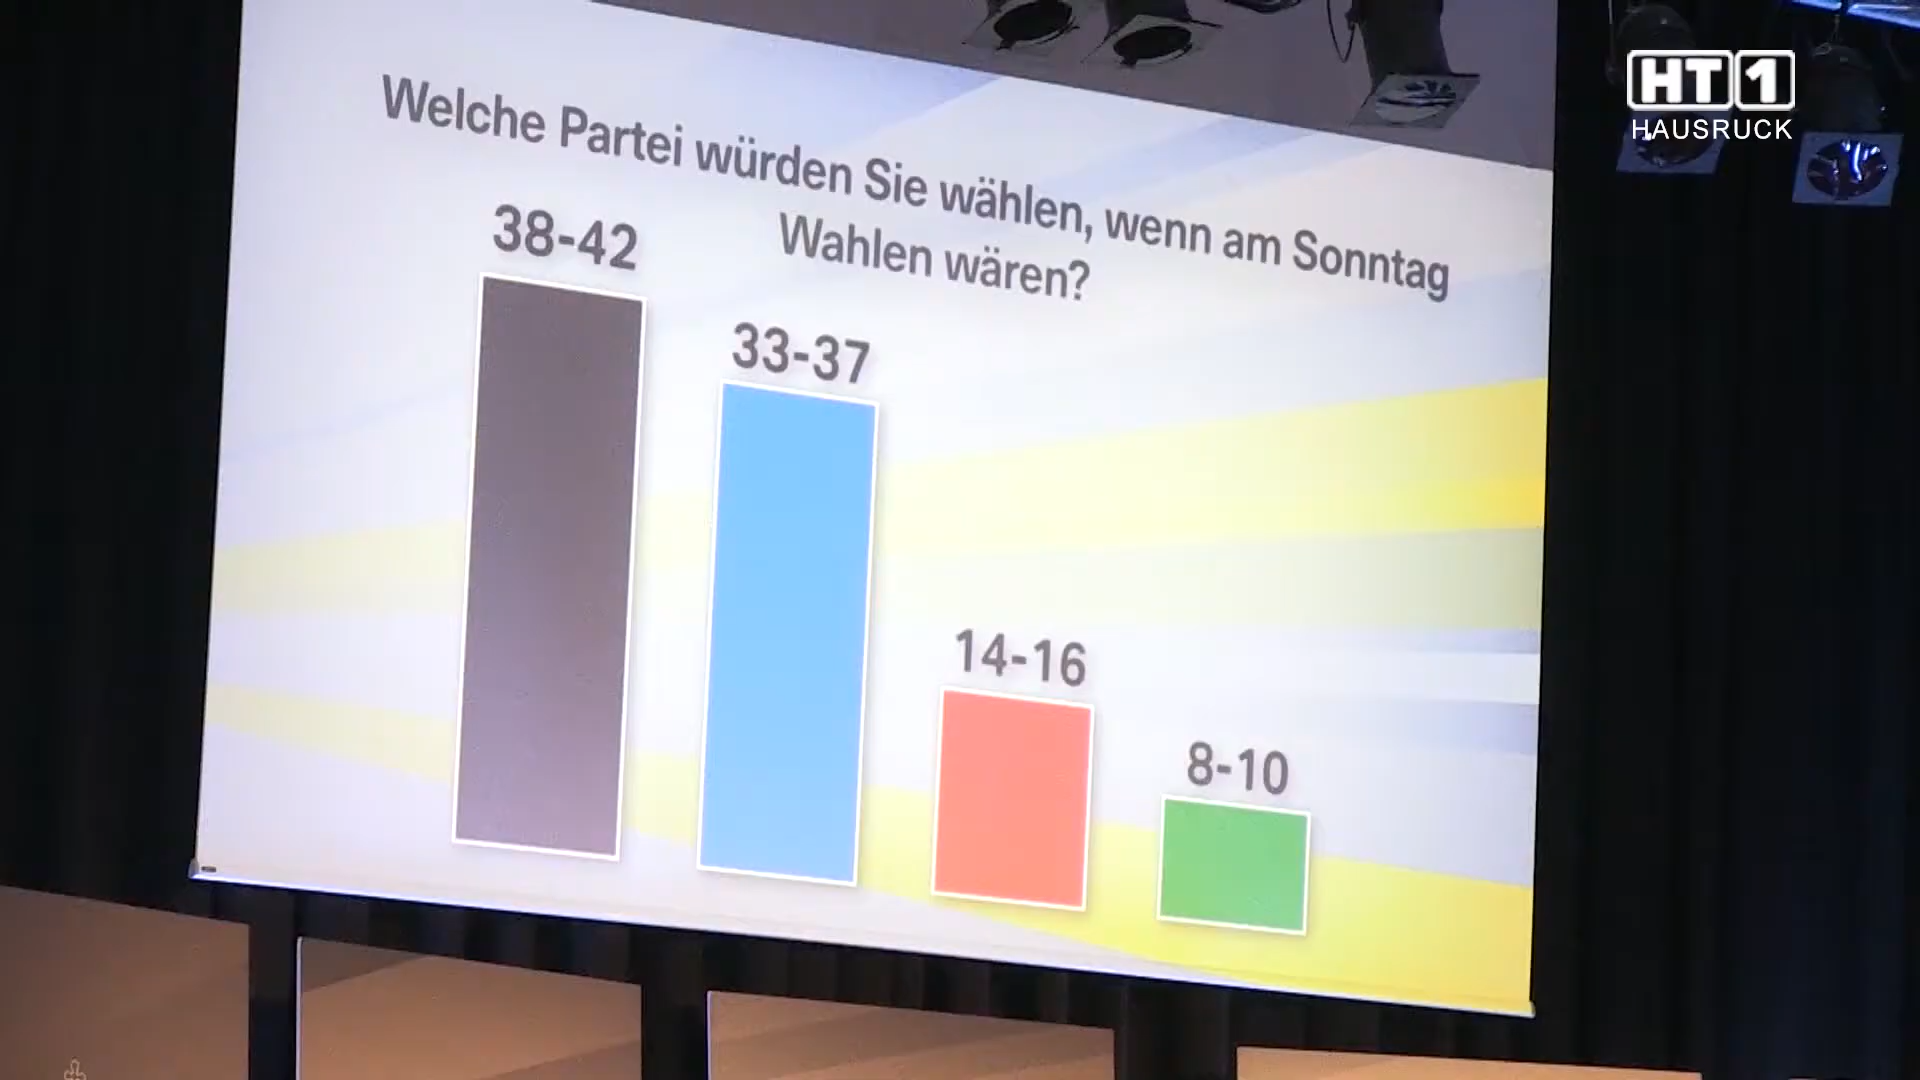 HT1
HAUSRUCK
Welche Partei würden Sie wählen, wenn am Sonntag
Wahlen wären?
38-42
33-37
14-16
8-10